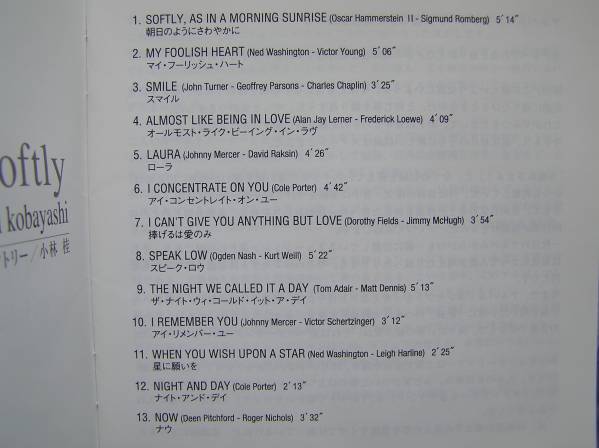 oftly
kobayashi
トリー／小林 桂
1. SOFTLY, AS IN A MORNING SUNRISE (Oscar Hammerstein II - Sigmund Romberg) 5'14"
朝日のようにさわやかに
2. MY FOOLISH HEART (Ned Washington - Victor Young) 5'06"
マイ・フーリッシュ・ハート
3. SMILE (John Turner - Geoffrey Parsons - Charles Chaplin) 3'25"
スマイル
4. ALMOST LIKE BEING IN LOVE (Alan Jay Lerner - Frederick Loewe) 4'09"
オールモスト・ライク・ビーイング・イン・ラヴ
5. LAURA (Johnny Mercer - David Raksin) 4'26"
ローラ
6. I CONCENTRATE ON YOU (Cole Porter) 4'42"
アイ・コンセントレイト・オン・ユー
7. I CAN'T GIVE YOU ANYTHING BUT LOVE (Dorothy Fields - Jimmy McHugh) 3'54"
捧げるは愛のみ
8. SPEAK LOW (Ogden Nash - Kurt Weill) 5'22"
スピーク・ロウ
9. THE NIGHT WE CALLED IT A DAY (Tom Adair - Matt Dennis) 5'13"
ザ・ナイト・ウィ・コールド・イット・ア・デイ
10. I REMEMBER YOU (Johnny Mercer - Victor Schertzinger) 3'12"
アイ・リメンバー・ユー
11. WHEN YOU WISH UPON A STAR (Ned Washington - Leigh Harline) 2'25"
星に願いを
12. NIGHT AND DAY (Cole Porter) 2'13"
ナイト・アンド・デイ
13. NOW (Deen Pitchford - Roger Nichols) 3'32"
ナウ